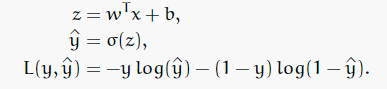 z = wᵀx + b,
ŷ = σ(z),
L(y, ŷ) = −y log(ŷ) − (1 − y) log(1 − ŷ).